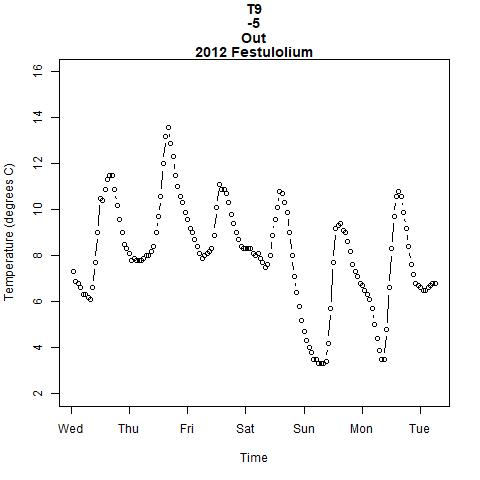 T9
-5
Out
2012 Festulolium
16
14
12
10
8
6
4
2
Temperature (degrees C)
Wed Thu Fri Sat Sun Mon Tue
Time